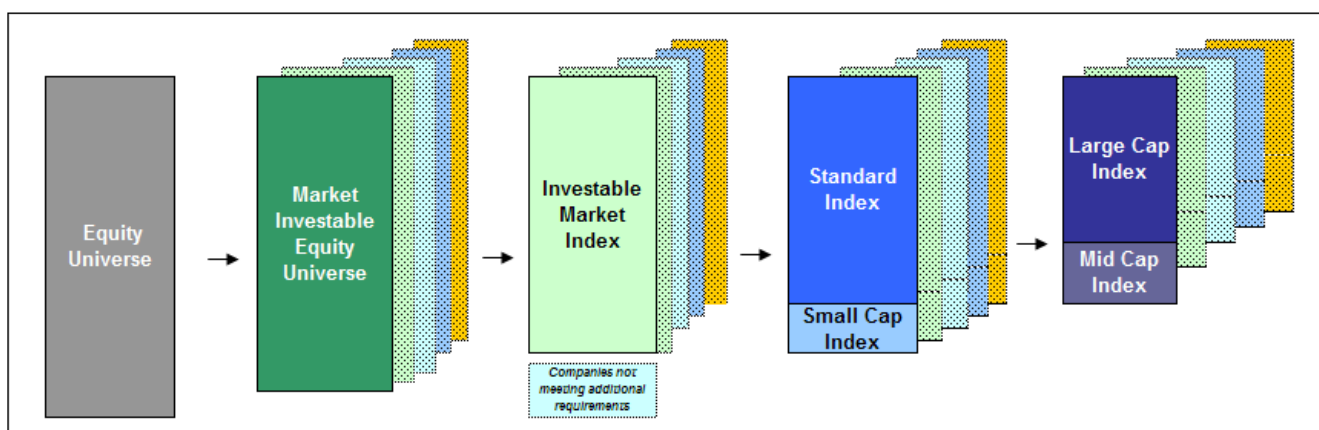 Equity
Universe
Market
Investable
Equity
Universe
Investable
Market
Index
Companies not
meeting additional
requirements
Standard
Index
Small Cap
Index
Large Cap
Index
Mid Cap
Index